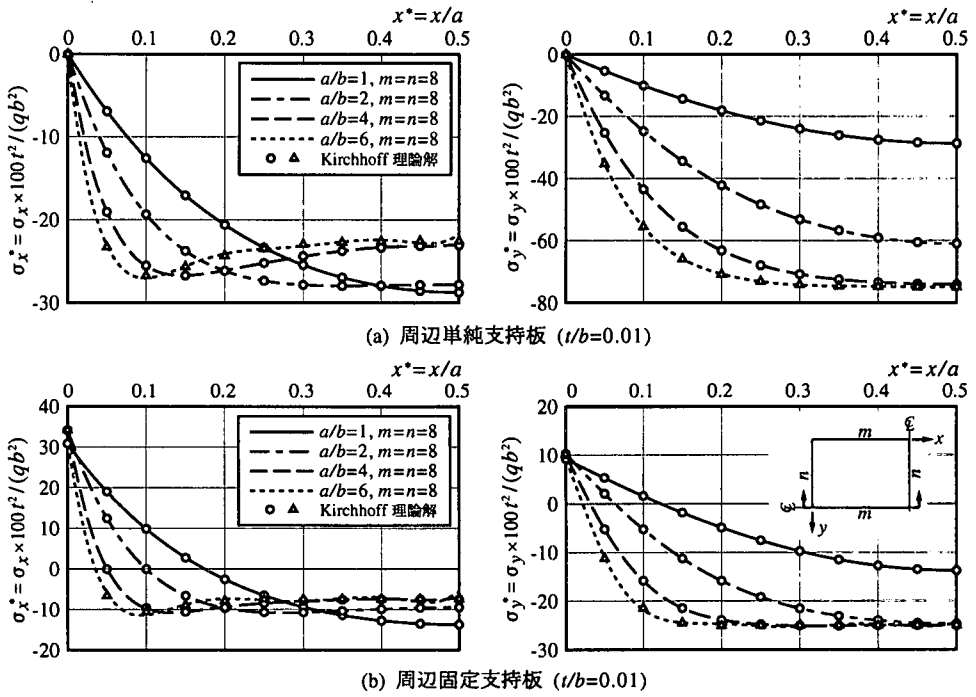 x*=x/a
0 0.1 0.2 0.3 0.4 0.5
0
-10
-20
-30
σx*=σx×100t²/(qb²)
a/b=1, m=n=8
a/b=2, m=n=8
a/b=4, m=n=8
a/b=6, m=n=8
Kirchhoff 理論解
x*=x/a
0 0.1 0.2 0.3 0.4 0.5
0
-20
-40
-60
-80
σy*=σy×100t²/(qb²)
(a) 周辺単純支持板 (t/b=0.01)
x*=x/a
0 0.1 0.2 0.3 0.4 0.5
40
30
20
10
0
-10
-20
σx*=σx×100t²/(qb²)
a/b=1, m=n=8
a/b=2, m=n=8
a/b=4, m=n=8
a/b=6, m=n=8
Kirchhoff 理論解
x*=x/a
0 0.1 0.2 0.3 0.4 0.5
20
10
0
-10
-20
-30
σy*=σy×100t²/(qb²)
℄
m
x
n
n
℄
m
y
(b) 周辺固定支持板 (t/b=0.01)